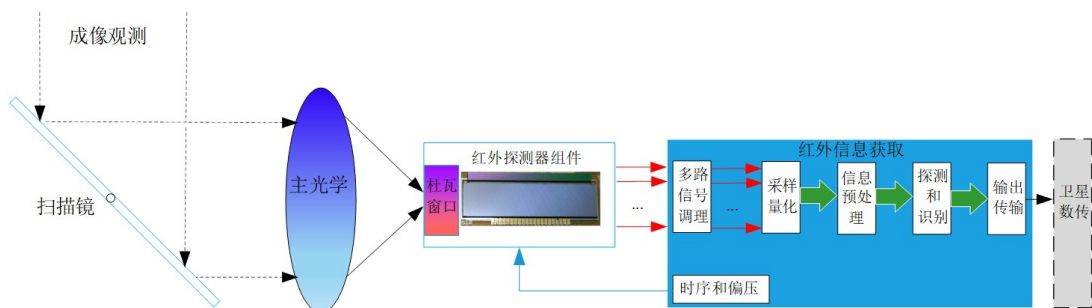 成像观测
扫描镜
主光学
红外探测器组件
杜瓦
窗口
...
红外信息获取
多路
信号
调理
...
采样
量化
信息
预处
理
探测
和
识别
输出
传输
卫星
数传
时序和偏压